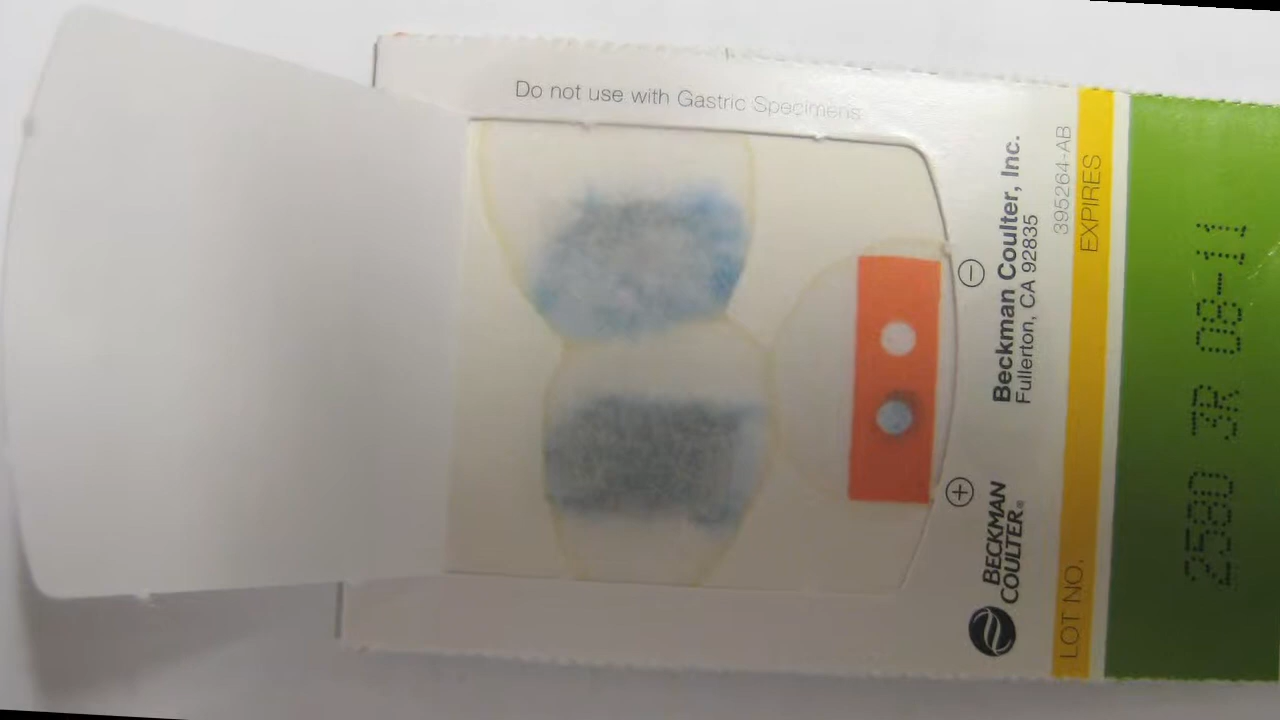 Do not use with Gastric Specimens
⊖
⊕
BECKMAN
COULTER®
Beckman Coulter, Inc.
Fullerton, CA 92835
395264-AB
LOT NO.
EXPIRES
2580 3R 08-11